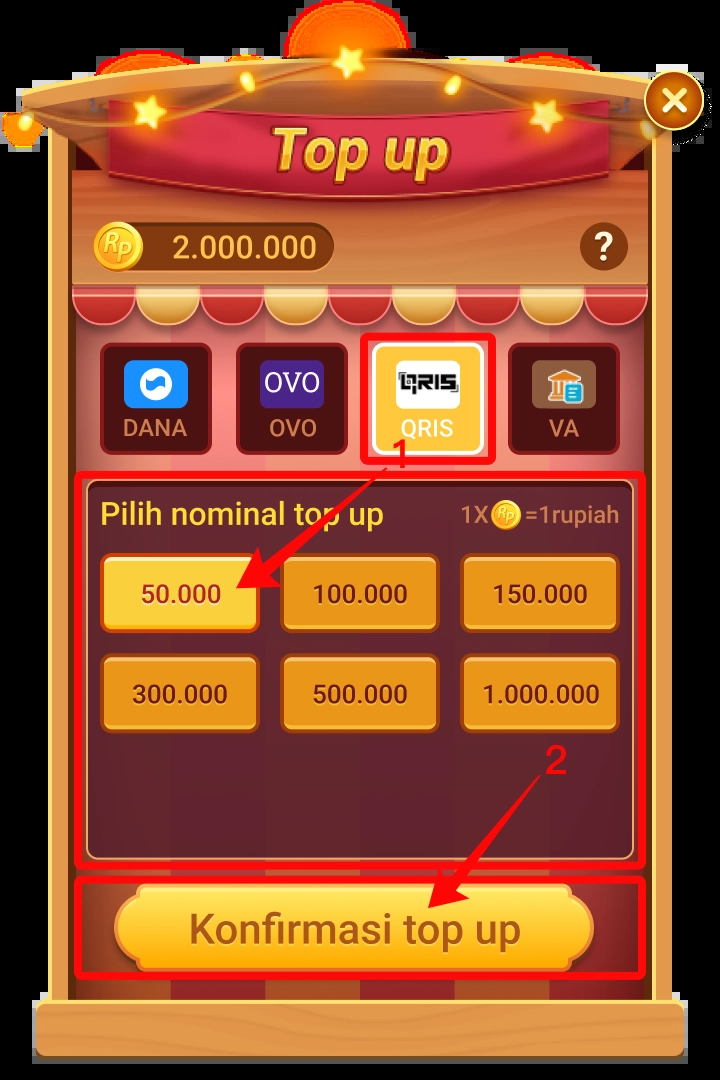 Top up
Rp 2.000.000 ?
OVO QRIS
DANA OVO QRIS VA
1
Pilih nominal top up 1X Rp =1rupiah
50.000 100.000 150.000
300.000 500.000 1.000.000
2
Konfirmasi top up